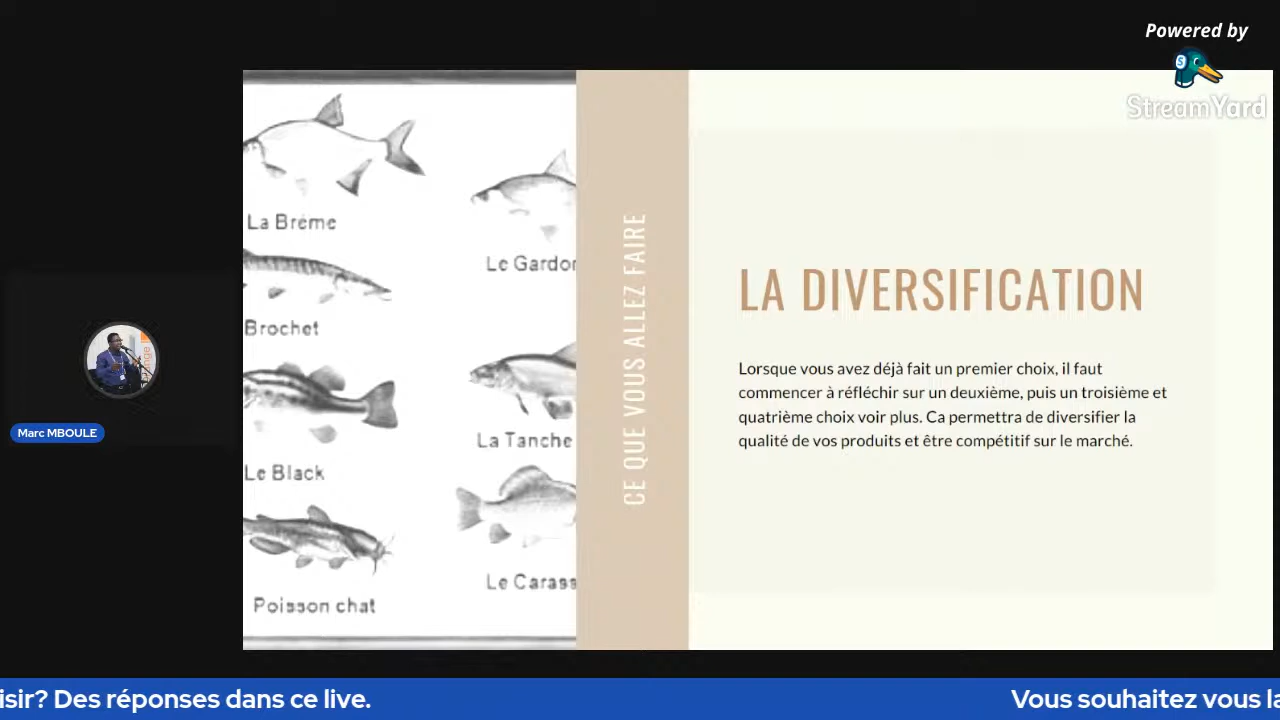 Powered by
StreamYard
La Brème
Le Gardon
Brochet
Le Black
La Tanche
Le Carass
Poisson chat
CE QUE VOUS ALLEZ FAIRE
LA DIVERSIFICATION
Lorsque vous avez déjà fait un premier choix, il faut
commencer à réfléchir sur un deuxième, puis un troisième et
quatrième choix voir plus. Ca permettra de diversifier la
qualité de vos produits et être compétitif sur le marché.
Marc MBOULE
isir? Des réponses dans ce live.
Vous souhaitez vous la